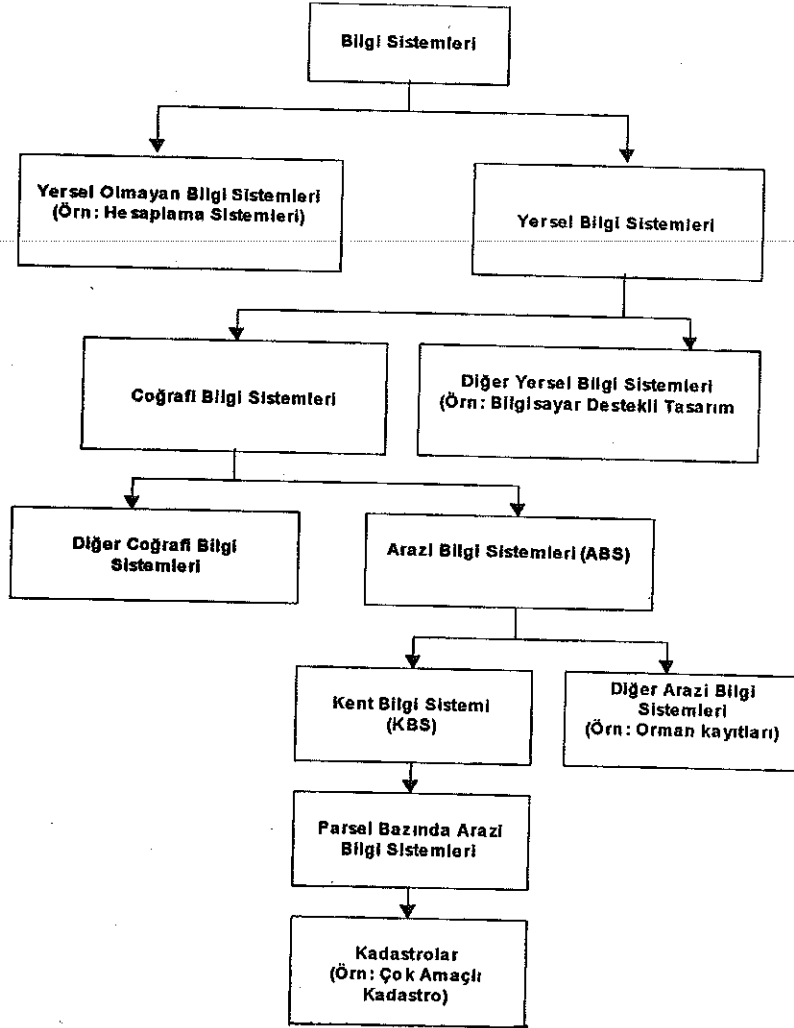 Bilgi Sistemleri
Yersel Olmayan Bilgi Sistemleri
(Örn: Hesaplama Sistemleri)
Yersel Bilgi Sistemleri
Coğrafi Bilgi Sistemleri
Diğer Yersel Bilgi Sistemleri
(Örn: Bilgisayar Destekli Tasarım
Diğer Coğrafi Bilgi
Sistemleri
Arazi Bilgi Sistemleri (ABS)
Kent Bilgi Sistemi
(KBS)
Diğer Arazi Bilgi
Sistemleri
(Örn: Orman kayıtları)
Parsel Bazında Arazi
Bilgi Sistemleri
Kadastrolar
(Örn: Çok Amaçlı
Kadastro)